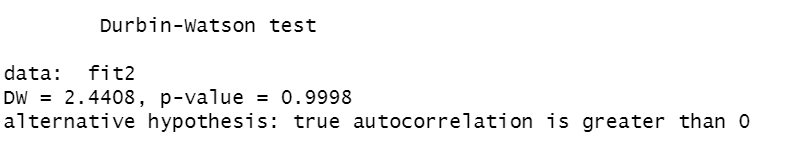 Durbin-Watson test
data:  fit2
DW = 2.4408, p-value = 0.9998
alternative hypothesis: true autocorrelation is greater than 0